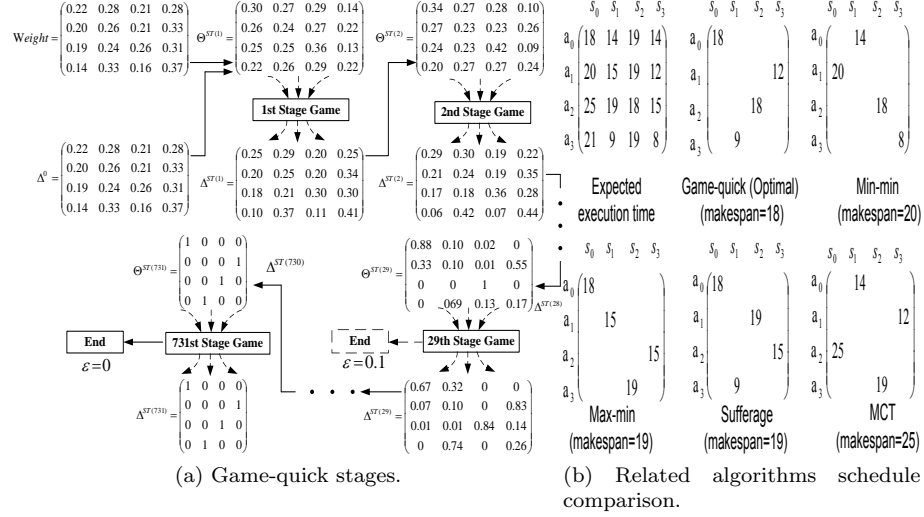 Weight = 0.22 0.28 0.21 0.28
0.20 0.26 0.21 0.33
0.19 0.24 0.26 0.31
0.14 0.33 0.16 0.37
Θ^ST(1) = 0.30 0.27 0.29 0.14
0.26 0.24 0.27 0.22
0.25 0.25 0.36 0.13
0.22 0.26 0.29 0.22
Θ^ST(2) = 0.34 0.27 0.28 0.10
0.27 0.23 0.23 0.26
0.24 0.23 0.42 0.09
0.20 0.27 0.27 0.24
1st Stage Game
2nd Stage Game
Δ^0 = 0.22 0.28 0.21 0.28
0.20 0.26 0.21 0.33
0.19 0.24 0.26 0.31
0.14 0.33 0.16 0.37
Δ^ST(1) = 0.25 0.29 0.20 0.25
0.20 0.25 0.20 0.34
0.18 0.21 0.30 0.30
0.10 0.37 0.11 0.41
Δ^ST(2) = 0.29 0.30 0.19 0.22
0.21 0.24 0.19 0.35
0.17 0.18 0.36 0.28
0.06 0.42 0.07 0.44
Θ^ST(731) = 1 0 0 0
0 0 0 1
0 0 1 0
0 1 0 0
Δ^ST(730)
Θ^ST(29) = 0.88 0.10 0.02 0
0.33 0.10 0.01 0.55
0 0 1 0
0 069 0.13 0.17
Δ^ST(28)
End
731st Stage Game
End
29th Stage Game
ε=0
ε=0.1
Δ^ST(731) = 1 0 0 0
0 0 0 1
0 0 1 0
0 1 0 0
Δ^ST(29) = 0.67 0.32 0 0
0.07 0.10 0 0.83
0.01 0.01 0.84 0.14
0 0.74 0 0.26
(a) Game-quick stages.
s0 s1 s2 s3
a0 18 14 19 14
a1 20 15 19 12
a2 25 19 18 15
a3 21 9 19 8
Expected
execution time
s0 s1 s2 s3
a0 18
a1 12
a2 18
a3 9
Game-quick (Optimal)
(makespan=18)
s0 s1 s2 s3
a0 14
a1 20
a2 18
a3 8
Min-min
(makespan=20)
s0 s1 s2 s3
a0 18
a1 15
a2 15
a3 19
Max-min
(makespan=19)
s0 s1 s2 s3
a0 18
a1 19
a2 15
a3 9
Sufferage
(makespan=19)
s0 s1 s2 s3
a0 14
a1 12
a2 25
a3 19
MCT
(makespan=25)
(b) Related algorithms schedule
comparison.